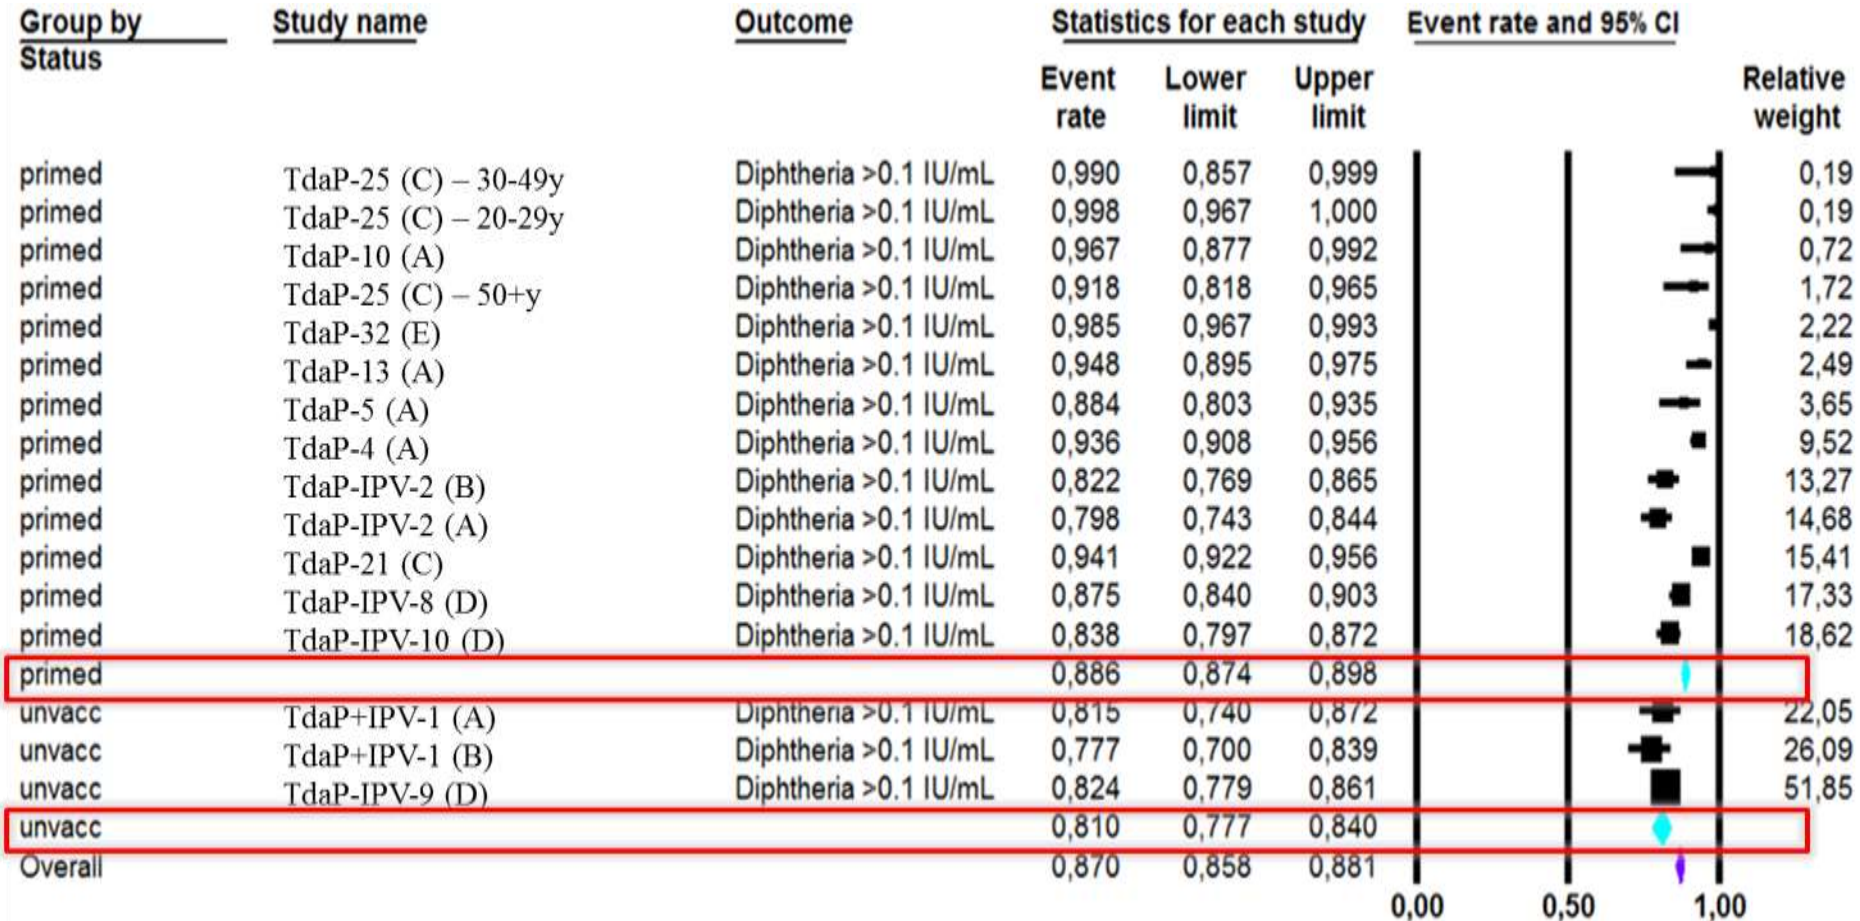 Group by Study name Outcome Statistics for each study Event rate and 95% CI
Status
Event Lower Upper Relative
rate limit limit weight
primed TdaP-25 (C) – 30-49y Diphtheria >0.1 IU/mL 0,990 0,857 0,999 0,19
primed TdaP-25 (C) – 20-29y Diphtheria >0.1 IU/mL 0,998 0,967 1,000 0,19
primed TdaP-10 (A) Diphtheria >0.1 IU/mL 0,967 0,877 0,992 0,72
primed TdaP-25 (C) – 50+y Diphtheria >0.1 IU/mL 0,918 0,818 0,965 1,72
primed TdaP-32 (E) Diphtheria >0.1 IU/mL 0,985 0,967 0,993 2,22
primed TdaP-13 (A) Diphtheria >0.1 IU/mL 0,948 0,895 0,975 2,49
primed TdaP-5 (A) Diphtheria >0.1 IU/mL 0,884 0,803 0,935 3,65
primed TdaP-4 (A) Diphtheria >0.1 IU/mL 0,936 0,908 0,956 9,52
primed TdaP-IPV-2 (B) Diphtheria >0.1 IU/mL 0,822 0,769 0,865 13,27
primed TdaP-IPV-2 (A) Diphtheria >0.1 IU/mL 0,798 0,743 0,844 14,68
primed TdaP-21 (C) Diphtheria >0.1 IU/mL 0,941 0,922 0,956 15,41
primed TdaP-IPV-8 (D) Diphtheria >0.1 IU/mL 0,875 0,840 0,903 17,33
primed TdaP-IPV-10 (D) Diphtheria >0.1 IU/mL 0,838 0,797 0,872 18,62
primed 0,886 0,874 0,898
unvacc TdaP+IPV-1 (A) Diphtheria >0.1 IU/mL 0,815 0,740 0,872 22,05
unvacc TdaP+IPV-1 (B) Diphtheria >0.1 IU/mL 0,777 0,700 0,839 26,09
unvacc TdaP-IPV-9 (D) Diphtheria >0.1 IU/mL 0,824 0,779 0,861 51,85
unvacc 0,810 0,777 0,840
Overall 0,870 0,858 0,881
0,00 0,50 1,00